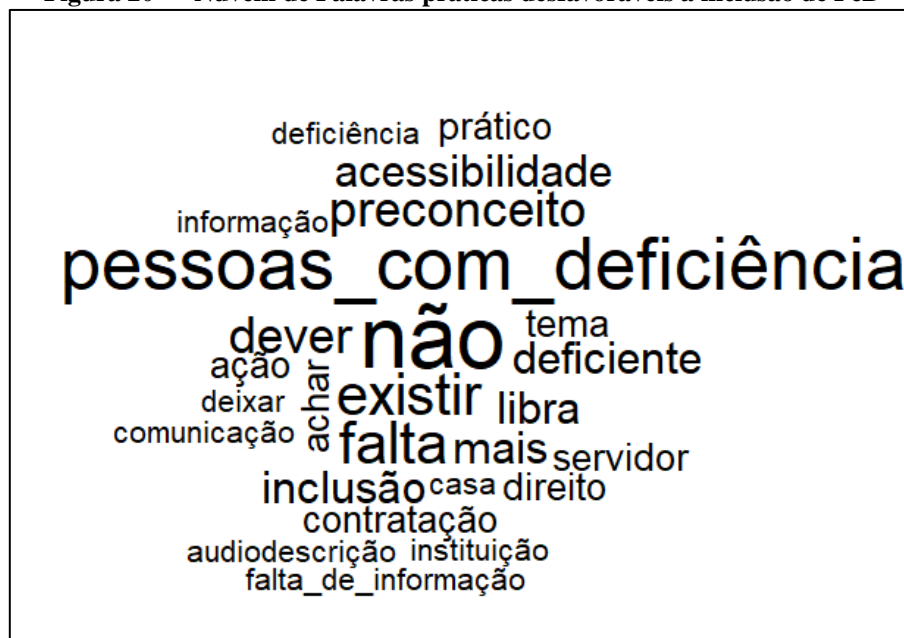 deficiência prático
acessibilidade
informação preconceito
pessoas_com_deficiência
dever não tema
ação deficiente
achar
deixar existir libra
comunicação falta mais servidor
inclusão casa direito
contratação
audiodescrição instituição
falta_de_informação